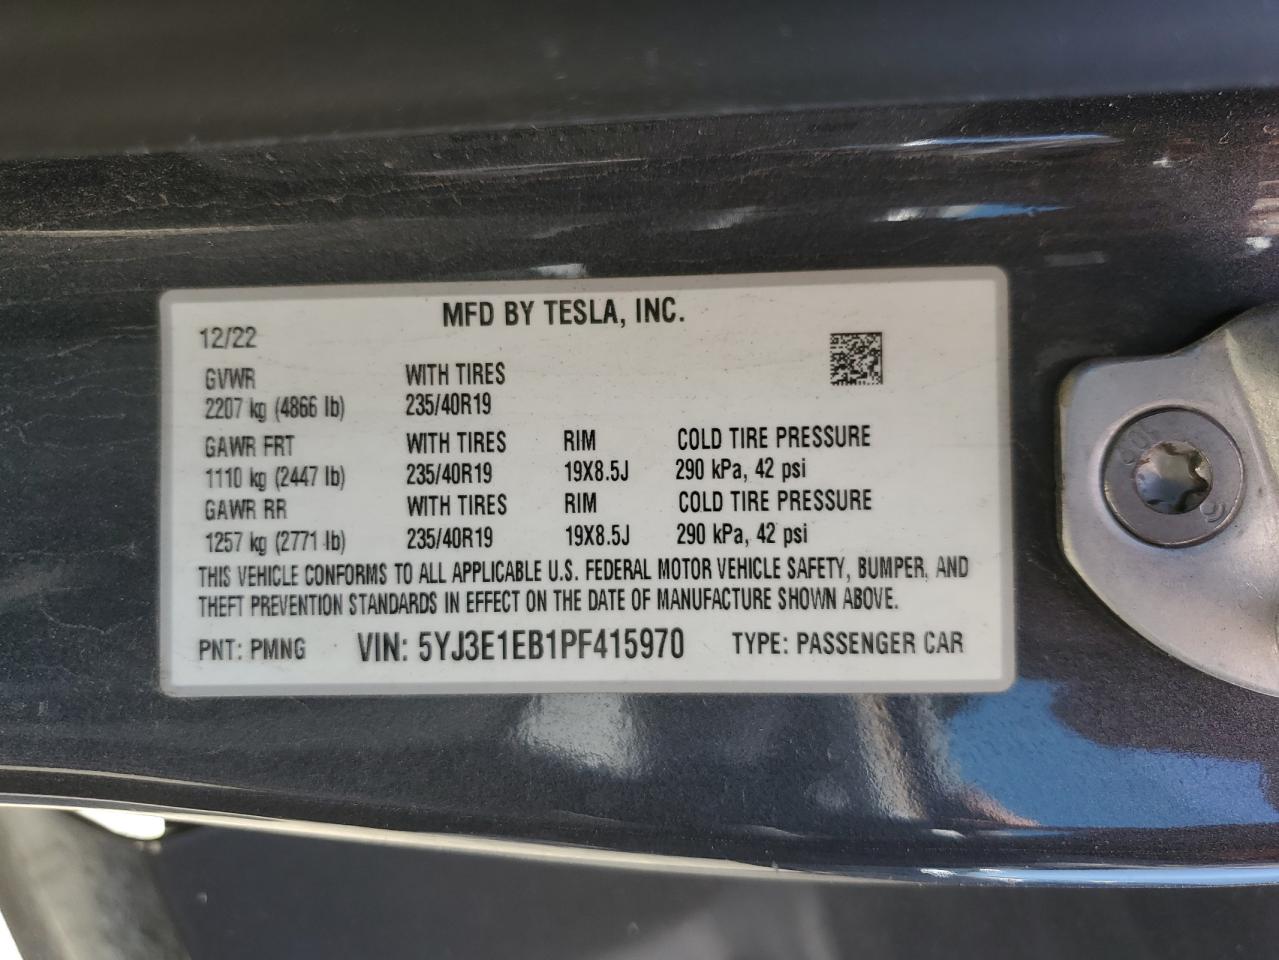 MFD BY TESLA, INC.
12/22
GVWR WITH TIRES
2207 kg (4866 lb) 235/40R19
GAWR FRT WITH TIRES RIM COLD TIRE PRESSURE
1110 kg (2447 lb) 235/40R19 19X8.5J 290 kPa, 42 psi
GAWR RR WITH TIRES RIM COLD TIRE PRESSURE
1257 kg (2771 lb) 235/40R19 19X8.5J 290 kPa, 42 psi
THIS VEHICLE CONFORMS TO ALL APPLICABLE U.S. FEDERAL MOTOR VEHICLE SAFETY, BUMPER, AND
THEFT PREVENTION STANDARDS IN EFFECT ON THE DATE OF MANUFACTURE SHOWN ABOVE.
PNT: PMNG VIN: 5YJ3E1EB1PF415970 TYPE: PASSENGER CAR